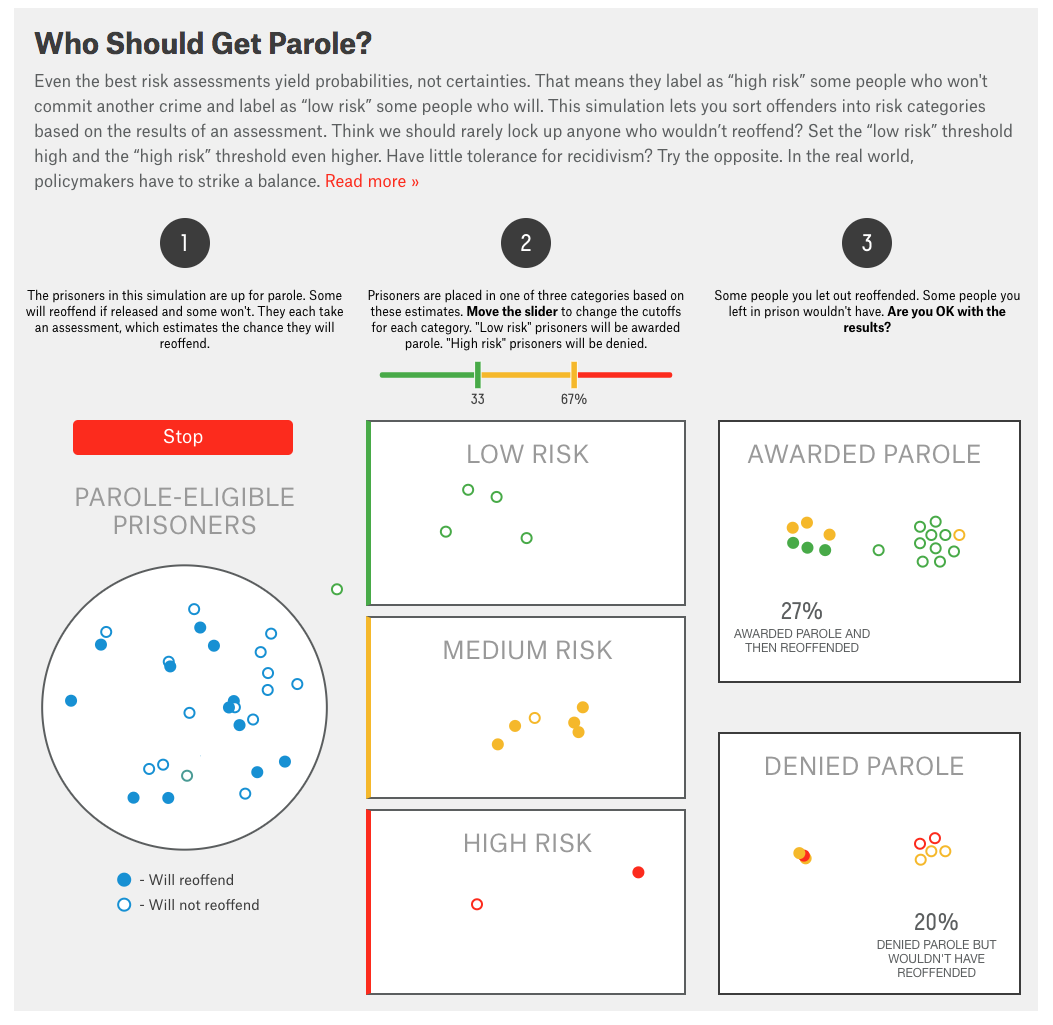 Who Should Get Parole?
Even the best risk assessments yield probabilities, not certainties. That means they label as “high risk” some people who won't
commit another crime and label as “low risk” some people who will. This simulation lets you sort offenders into risk categories
based on the results of an assessment. Think we should rarely lock up anyone who wouldn’t reoffend? Set the “low risk” threshold
high and the “high risk” threshold even higher. Have little tolerance for recidivism? Try the opposite. In the real world,
policymakers have to strike a balance. Read more »
1
The prisoners in this simulation are up for parole. Some
will reoffend if released and some won't. They each take
an assessment, which estimates the chance they will
reoffend.
Stop
PAROLE-ELIGIBLE
PRISONERS
- Will reoffend
- Will not reoffend
2
Prisoners are placed in one of three categories based on
these estimates. Move the slider to change the cutoffs
for each category. "Low risk" prisoners will be awarded
parole. "High risk" prisoners will be denied.
33
67%
LOW RISK
MEDIUM RISK
HIGH RISK
3
Some people you let out reoffended. Some people you
left in prison wouldn't have. Are you OK with the
results?
AWARDED PAROLE
27%
AWARDED PAROLE AND
THEN REOFFENDED
DENIED PAROLE
20%
DENIED PAROLE BUT
WOULDN'T HAVE
REOFFENDED